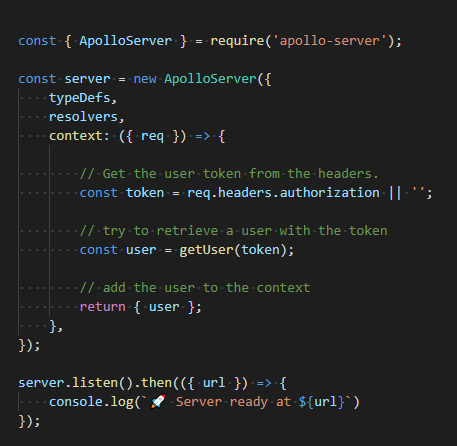 const { ApolloServer } = require('apollo-server');
const server = new ApolloServer({
    typeDefs,
    resolvers,
    context: ({ req }) => {
        // Get the user token from the headers.
        const token = req.headers.authorization || '';
        // try to retrieve a user with the token
        const user = getUser(token);
        // add the user to the context
        return { user };
    },
});
server.listen().then(({ url }) => {
    console.log(`🚀 Server ready at ${url}`)
});